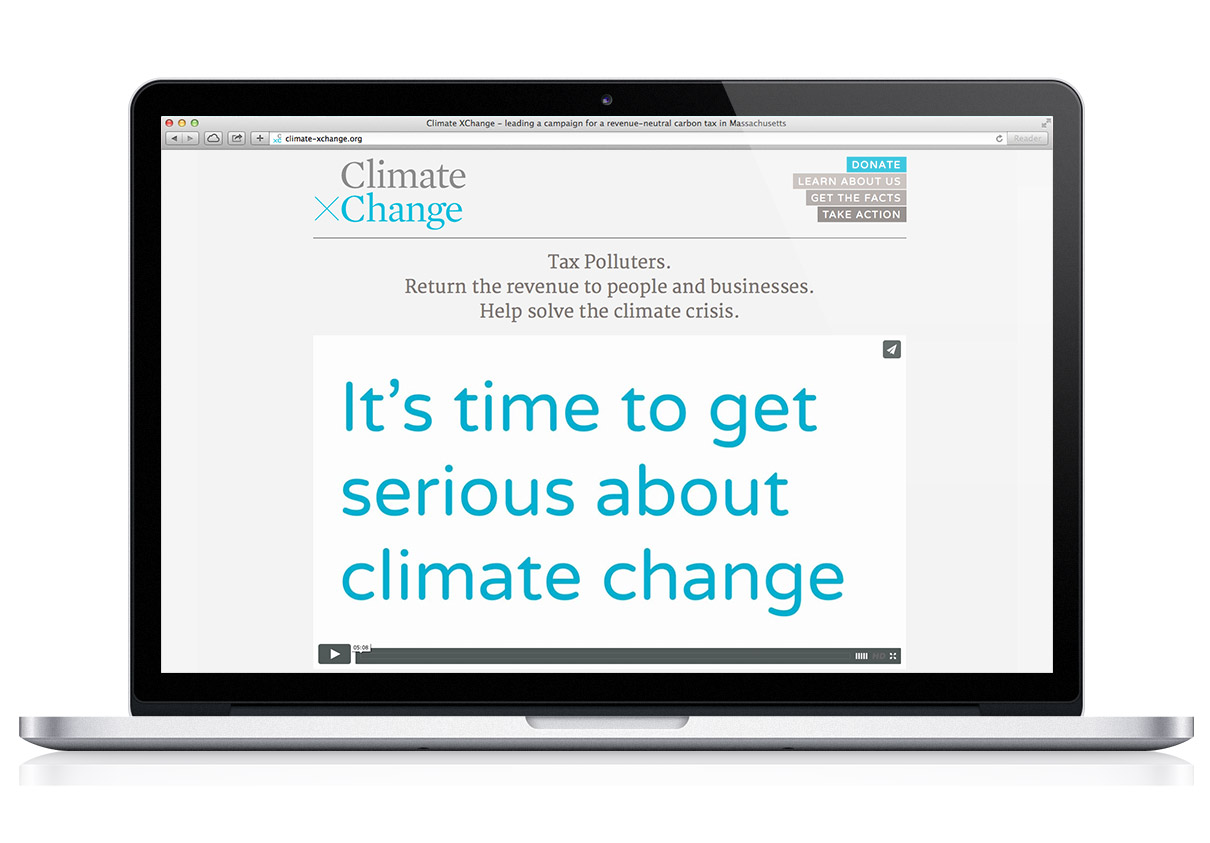 Climate XChange – leading a campaign for a revenue-neutral carbon tax in Massachusetts
climate-xchange.org
Reader
Climate
×Change
DONATE
LEARN ABOUT US
GET THE FACTS
TAKE ACTION
Tax Polluters.
Return the revenue to people and businesses.
Help solve the climate crisis.
It’s time to get
serious about
climate change
05:08
HD